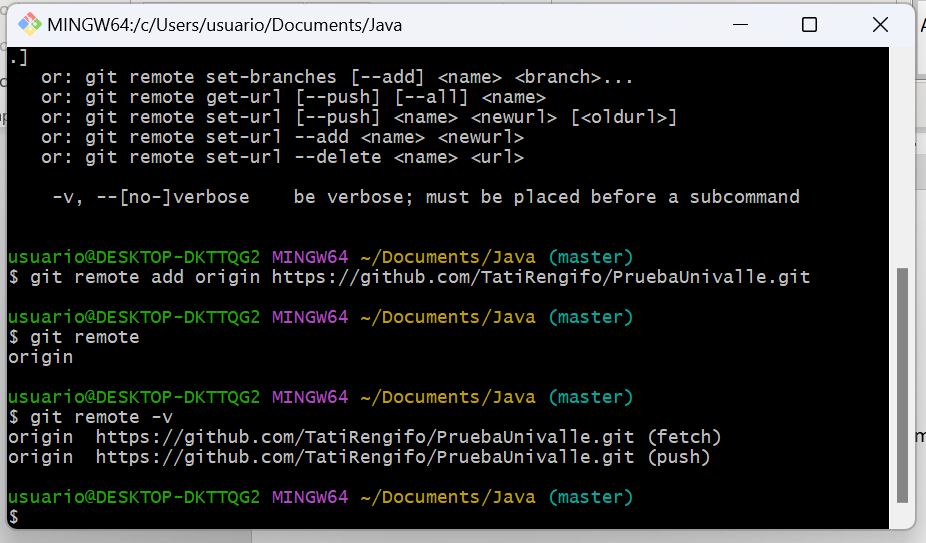 MINGW64:/c/Users/usuario/Documents/Java
.]
or: git remote set-branches [--add] <name> <branch>...
or: git remote get-url [--push] [--all] <name>
or: git remote set-url [--push] <name> <newurl> [<oldurl>]
or: git remote set-url --add <name> <newurl>
or: git remote set-url --delete <name> <url>
-v, --[no-]verbose    be verbose; must be placed before a subcommand
usuario@DESKTOP-DKTTQG2 MINGW64 ~/Documents/Java (master)
$ git remote add origin https://github.com/TatiRengifo/PruebaUnivalle.git
usuario@DESKTOP-DKTTQG2 MINGW64 ~/Documents/Java (master)
$ git remote
origin
usuario@DESKTOP-DKTTQG2 MINGW64 ~/Documents/Java (master)
$ git remote -v
origin  https://github.com/TatiRengifo/PruebaUnivalle.git (fetch)
origin  https://github.com/TatiRengifo/PruebaUnivalle.git (push)
usuario@DESKTOP-DKTTQG2 MINGW64 ~/Documents/Java (master)
$